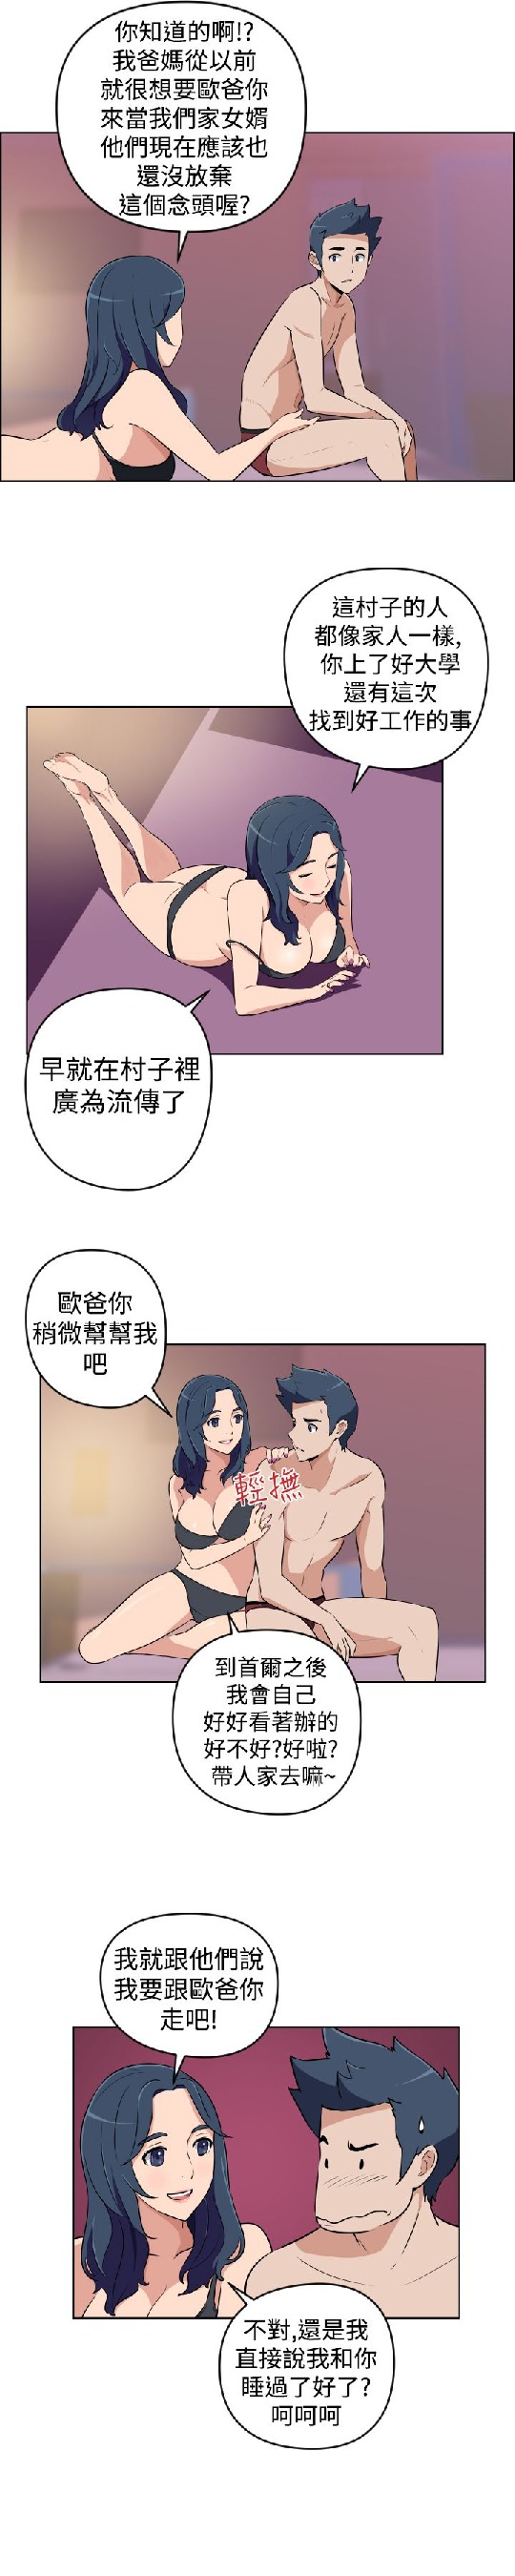 你知道的啊!?
我爸媽從以前
就很想要歐爸你
來當我們家女婿
他們現在應該也
還沒放棄
這個念頭喔?
這村子的人
都像家人一樣,
你上了好大學
還有這次
找到好工作的事
早就在村子裡
廣為流傳了
歐爸你
稍微幫幫我
吧
輕撫
到首爾之後
我會自己
好好看著辦的
好不好?好啦?
帶人家去嘛~
我就跟他們說
我要跟歐爸你
走吧!
不對,還是我
直接說我和你
睡過了好了?
呵呵呵